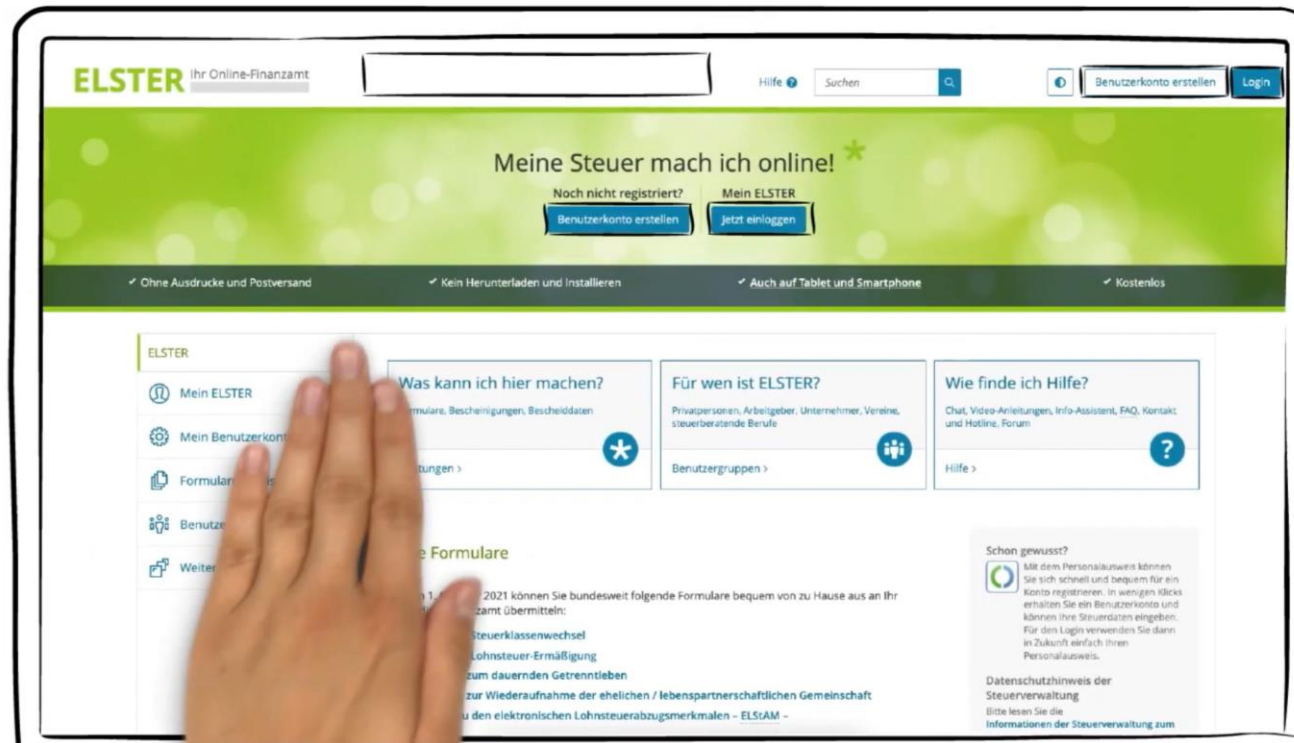 ELSTER Ihr Online-Finanzamt
Hilfe ?
Suchen
Benutzerkonto erstellen
Login
Meine Steuer mach ich online! *
Noch nicht registriert?
Benutzerkonto erstellen
Mein ELSTER
Jetzt einloggen
✓ Ohne Ausdrucke und Postversand
✓ Kein Herunterladen und Installieren
✓ Auch auf Tablet und Smartphone
✓ Kostenlos
ELSTER
Mein ELSTER
Mein Benutzerkont
Formular
Benutze
Weiter
Was kann ich hier machen?
Formulare, Bescheinigungen, Bescheiddaten
tungen >
Für wen ist ELSTER?
Privatpersonen, Arbeitgeber, Unternehmer, Vereine,
steuerberatende Berufe
Benutzergruppen >
Wie finde ich Hilfe?
Chat, Video-Anleitungen, Info-Assistent, FAQ, Kontakt
und Hotline, Forum
?
Hilfe >
e Formulare
2021 können Sie bundesweit folgende Formulare bequem von zu Hause aus an Ihr
zamt übermitteln:
Steuerklassenwechsel
Lohnsteuer-Ermäßigung
zum dauernden Getrenntleben
zur Wiederaufnahme der ehelichen / lebenspartnerschaftlichen Gemeinschaft
den elektronischen Lohnsteuerabzugsmerkmalen – ELStAM –
Schon gewusst?
Mit dem Personalausweis können
Sie sich schnell und bequem für ein
Konto registrieren. In wenigen Klicks
erhalten Sie ein Benutzerkonto und
können Ihre Steuerdaten eingeben.
Für den Login verwenden Sie dann
in Zukunft einfach Ihren
Personalausweis.
Datenschutzhinweis der
Steuerverwaltung
Bitte lesen Sie die
Informationen der Steuerverwaltung zum